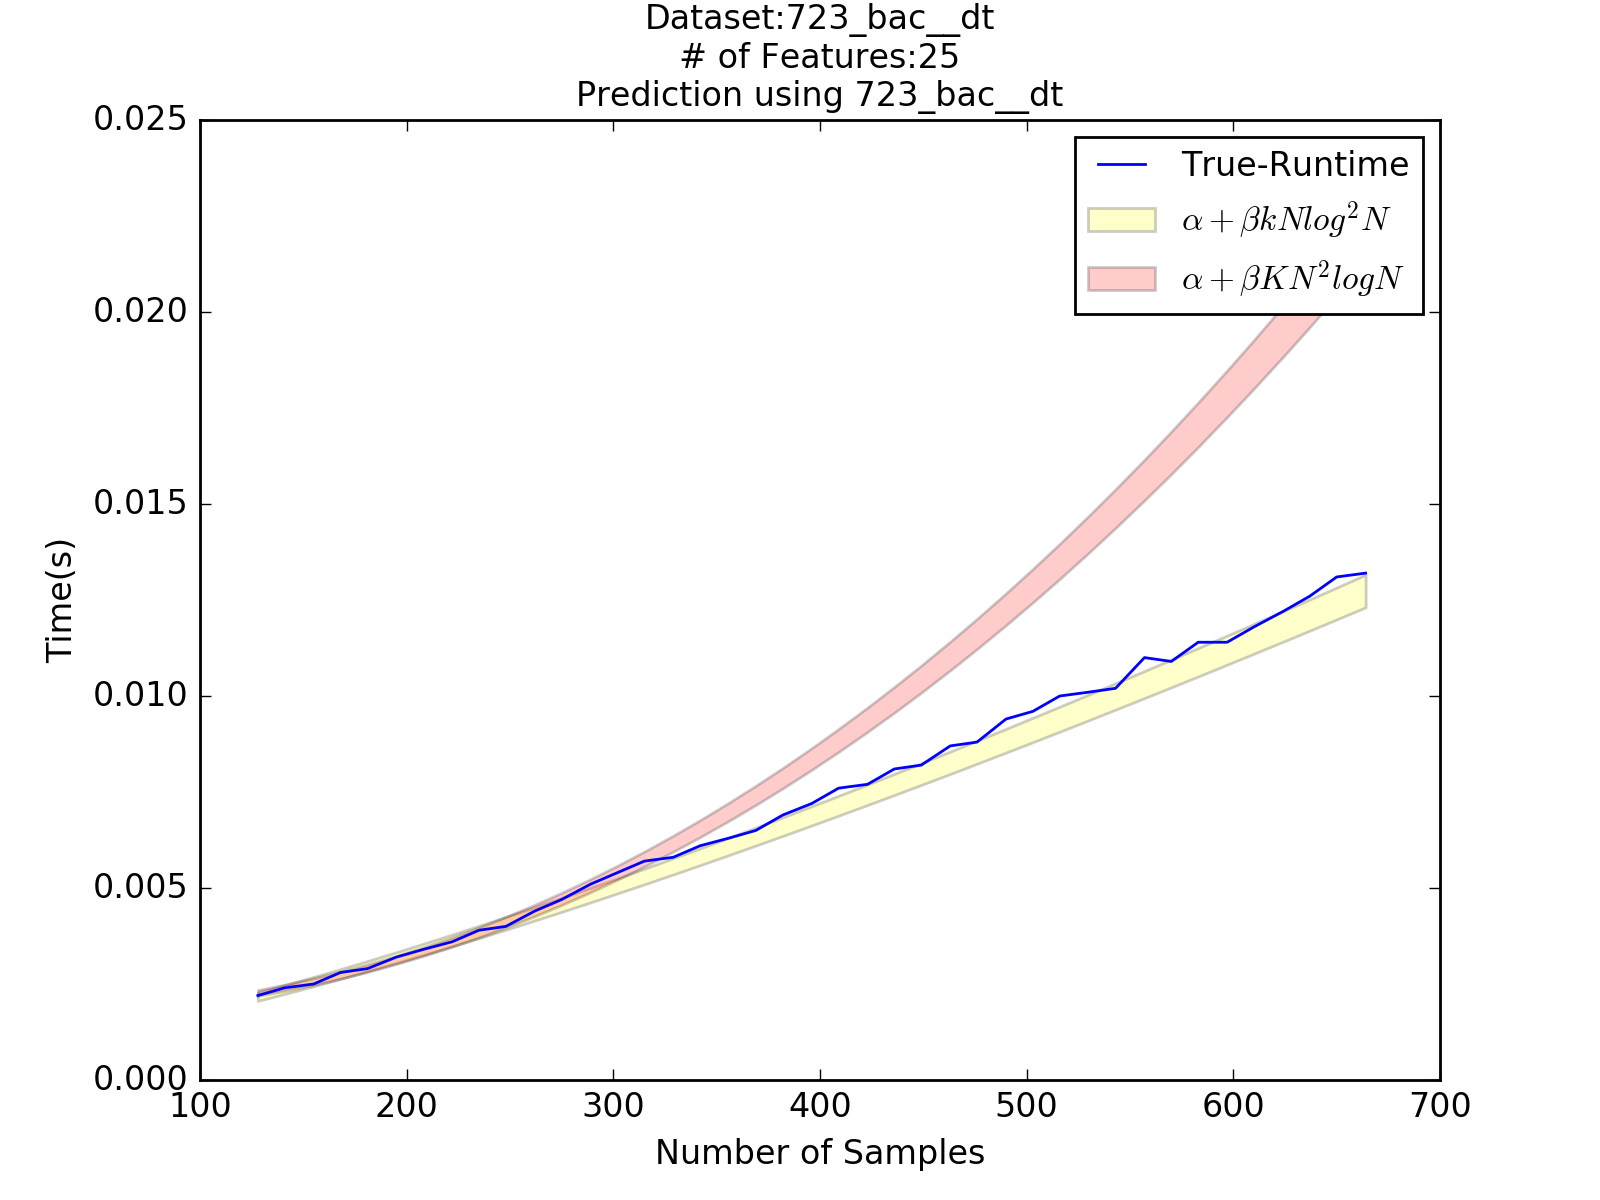 Dataset:723_bac__dt
# of Features:25
Prediction using 723_bac__dt
0.025
0.020
0.015
0.010
0.005
0.000
Time(s)
True-Runtime
α + βkNlog²N
α + βKN²logN
100 200 300 400 500 600 700
Number of Samples